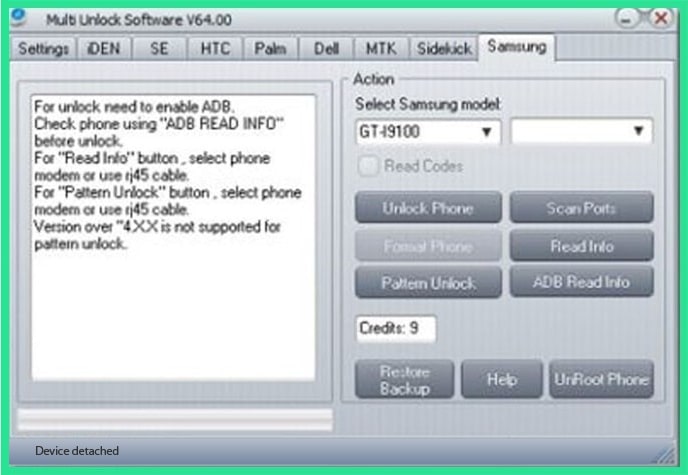 Multi Unlock Software V64.00
Settings iDEN SE HTC Palm Dell MTK Sidekick Samsung
For unlock need to enable ADB.
Check phone using "ADB READ INFO"
before unlock.
For "Read Info" button , select phone
modem or use rj45 cable.
For "Pattern Unlock" button , select phone
modem or use rj45 cable.
Version over "4.XX is not supported for
pattern unlock.
Action
Select Samsung model:
GT-I9100
Read Codes
Unlock Phone Scan Ports
Format Phone Read Info
Pattern Unlock ADB Read Info
Credits: 9
Restore
Backup
Help
UnRoot Phone
Device detached